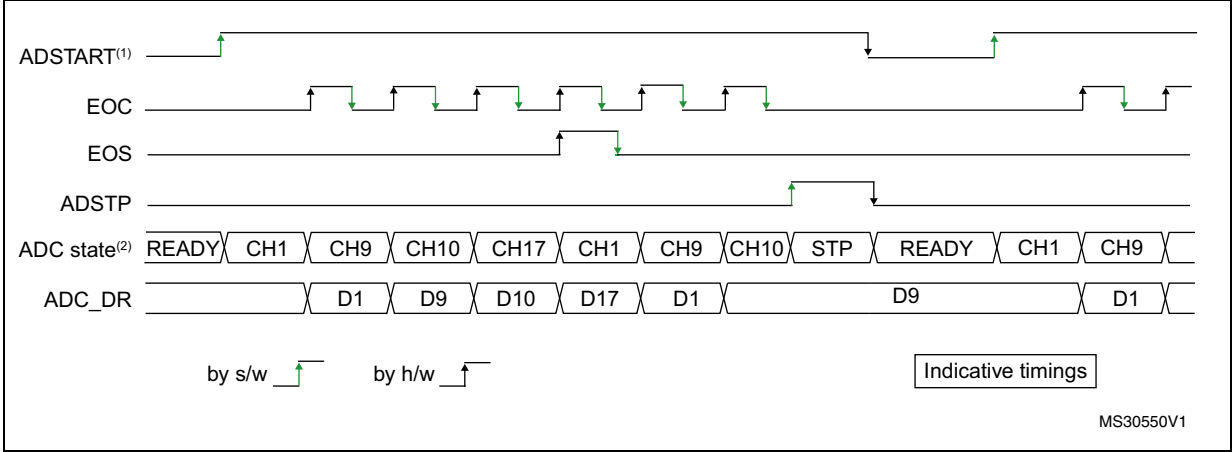 ADSTART(1)
EOC
EOS
ADSTP
ADC state(2) READY CH1 CH9 CH10 CH17 CH1 CH9 CH10 STP READY CH1 CH9
ADC_DR D1 D9 D10 D17 D1 D9 D1
by s/w by h/w Indicative timings
MS30550V1